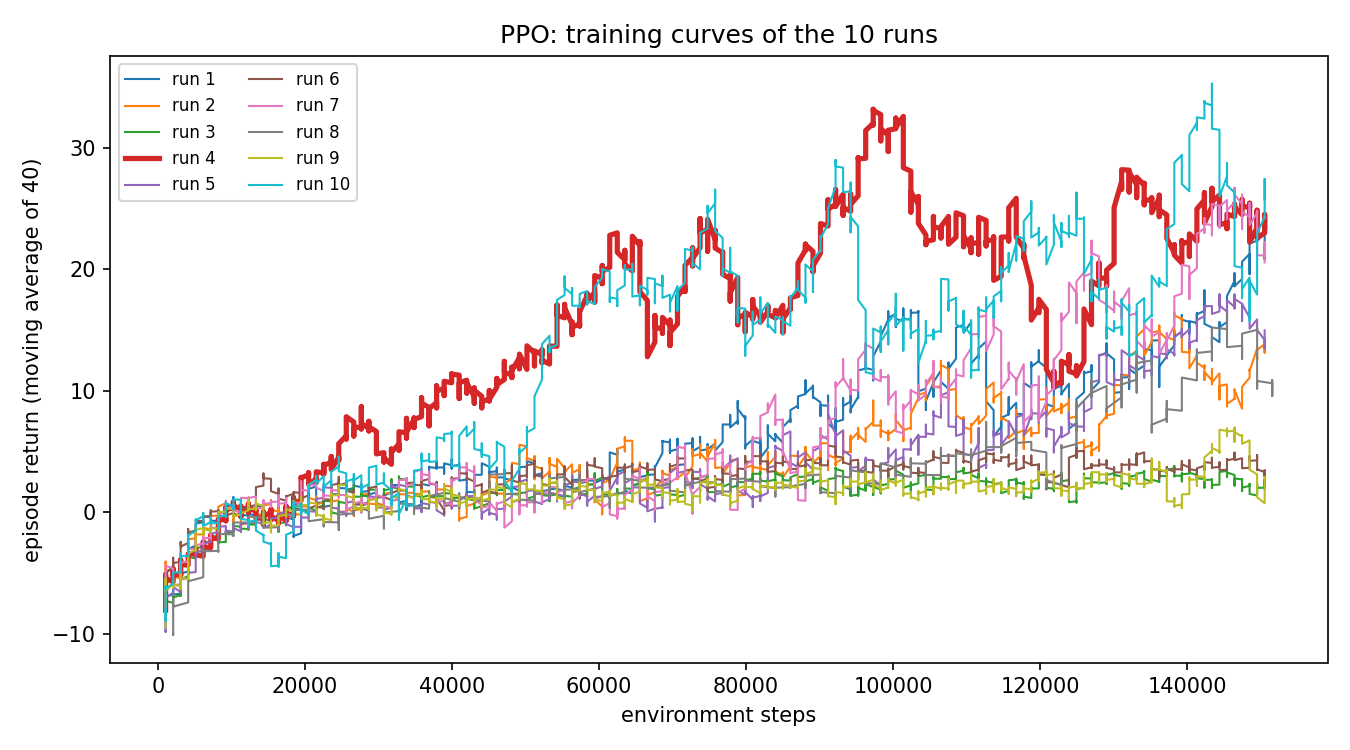 PPO: training curves of the 10 runs
run 1
run 2
run 3
run 4
run 5
run 6
run 7
run 8
run 9
run 10
episode return (moving average of 40)
30
20
10
0
−10
0 20000 40000 60000 80000 100000 120000 140000
environment steps